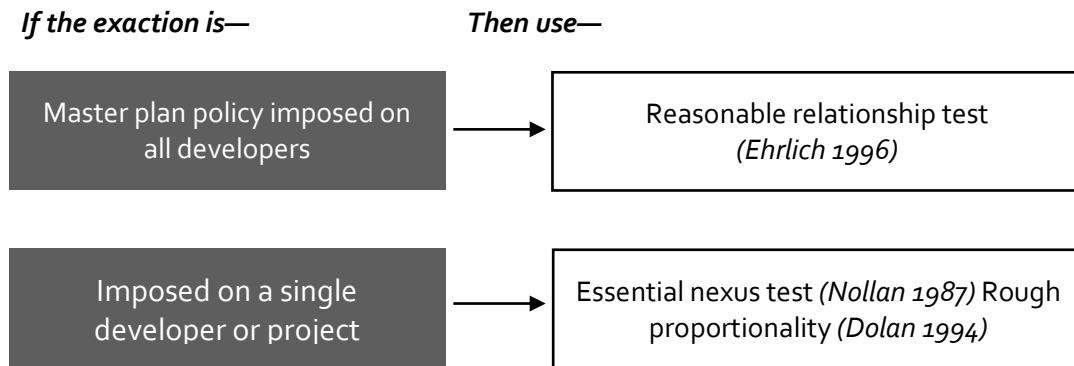 If the exaction is—
Then use—
Master plan policy imposed on
all developers
Reasonable relationship test
(Ehrlich 1996)
Imposed on a single
developer or project
Essential nexus test (Nollan 1987) Rough
proportionality (Dolan 1994)